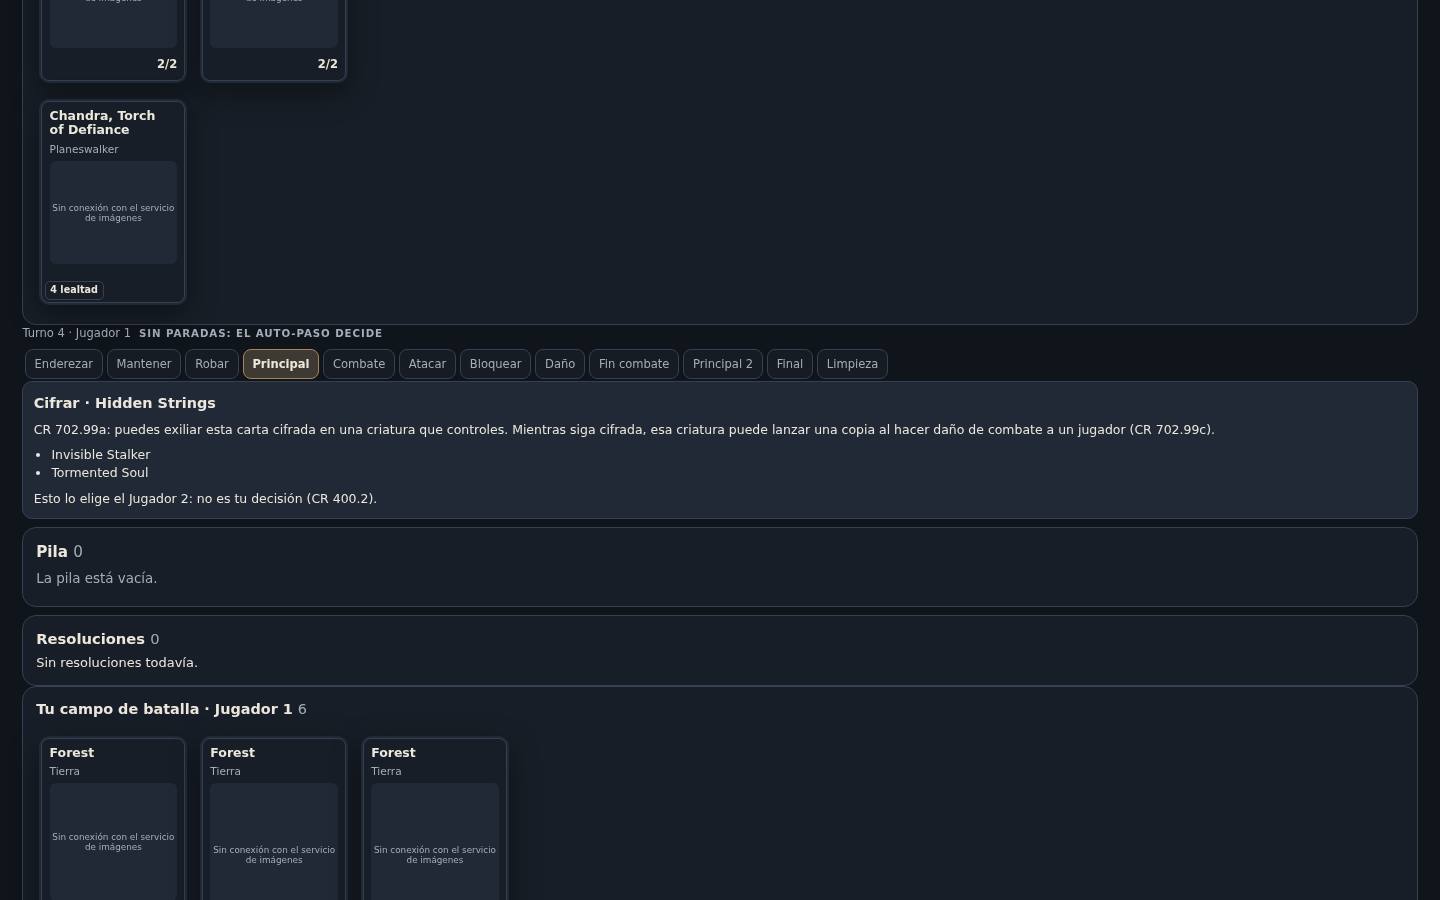 2/2
2/2
Chandra, Torch
of Defiance
Planeswalker
Sin conexión con el servicio
de imágenes
4 lealtad
Turno 4 · Jugador 1 SIN PARADAS: EL AUTO-PASO DECIDE
Enderezar Mantener Robar Principal Combate Atacar Bloquear Daño Fin combate Principal 2 Final Limpieza
Cifrar · Hidden Strings
CR 702.99a: puedes exiliar esta carta cifrada en una criatura que controles. Mientras siga cifrada, esa criatura puede lanzar una copia al hacer daño de combate a un jugador (CR 702.99c).
• Invisible Stalker
• Tormented Soul
Esto lo elige el Jugador 2: no es tu decisión (CR 400.2).
Pila 0
La pila está vacía.
Resoluciones 0
Sin resoluciones todavía.
Tu campo de batalla · Jugador 1 6
Forest
Tierra
Sin conexión con el servicio
de imágenes
Forest
Tierra
Sin conexión con el servicio
de imágenes
Forest
Tierra
Sin conexión con el servicio
de imágenes